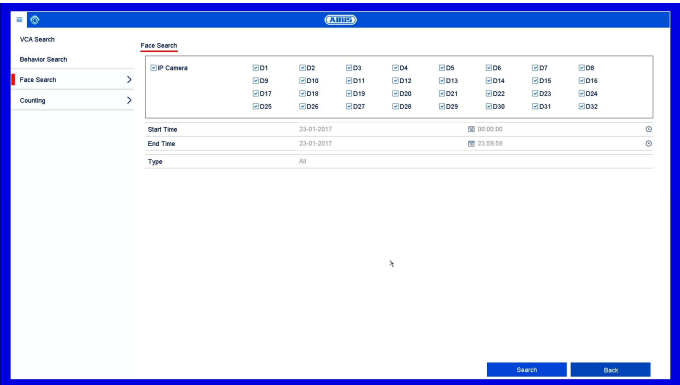 ABUS
VCA Search
Behavior Search
Face Search
Counting
Face Search
IP Camera D1 D2 D3 D4 D5 D6 D7 D8
D9 D10 D11 D12 D13 D14 D15 D16
D17 D18 D19 D20 D21 D22 D23 D24
D25 D26 D27 D28 D29 D30 D31 D32
Start Time 23-01-2017 00:00:00
End Time 23-01-2017 23:59:59
Type All
Search Back